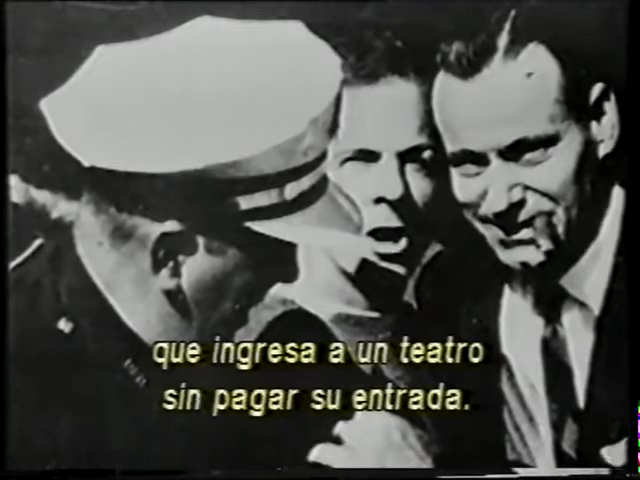 que ingresa a un teatro
sin pagar su entrada.